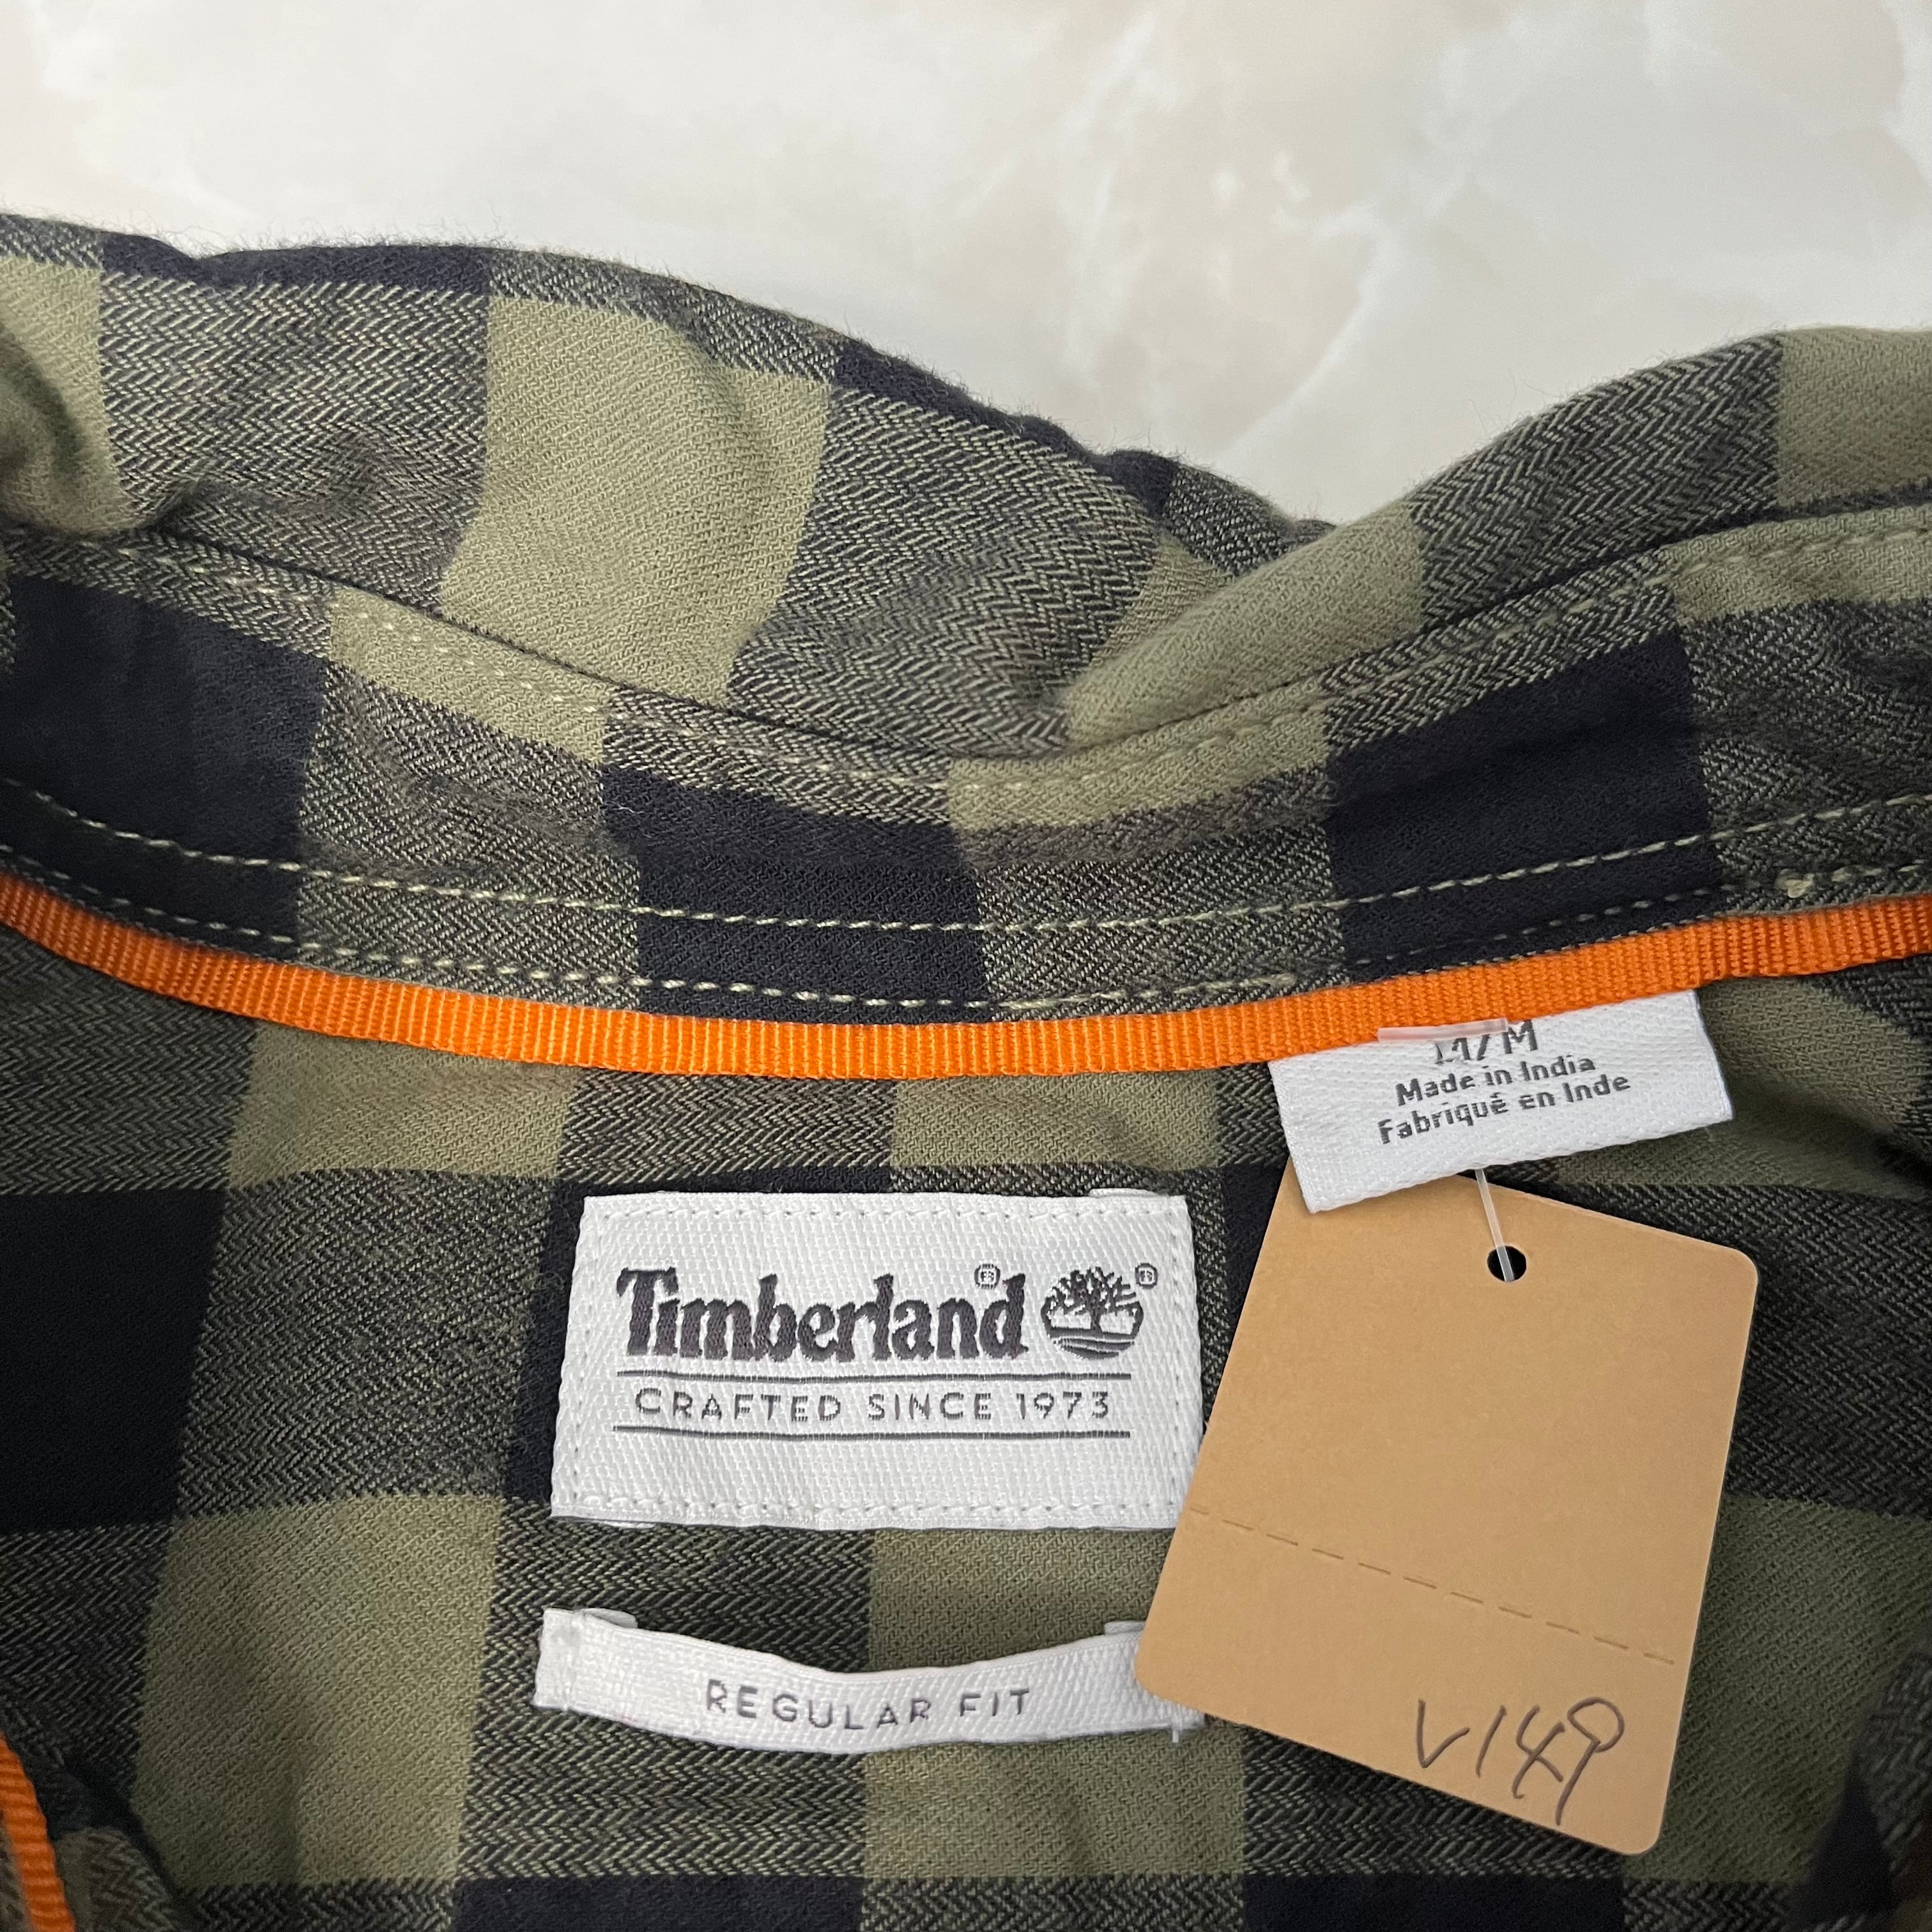 M/M
Made in India
Fabriqué en Inde
Timberland® ®
CRAFTED SINCE 1973
REGULAR FIT
V149